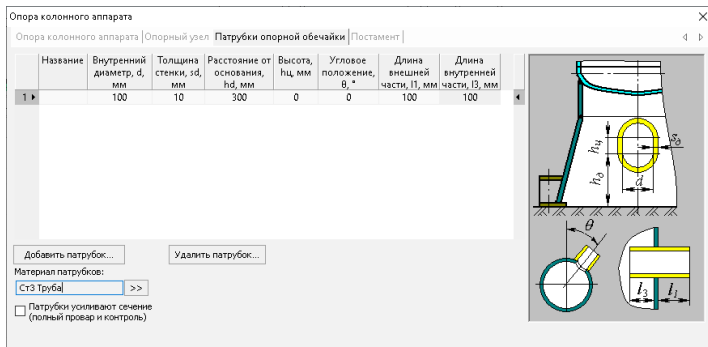 Опора колонного аппарата
Опора колонного аппарата Опорный узел Патрубки опорной обечайки Постамент
Название Внутренний диаметр, d, мм Толщина стенки, sd, мм Расстояние от основания, hd, мм Высота, hц, мм Угловое положение, θ, ° Длина внешней части, l1, мм Длина внутренней части, l3, мм
1 100 10 300 0 0 100 100
Добавить патрубок... Удалить патрубок...
Материал патрубков:
Ст3 Труба >>
Патрубки усиливают сечение
(полный провар и контроль)
sд
hц
hд
d
θ
l3 l1